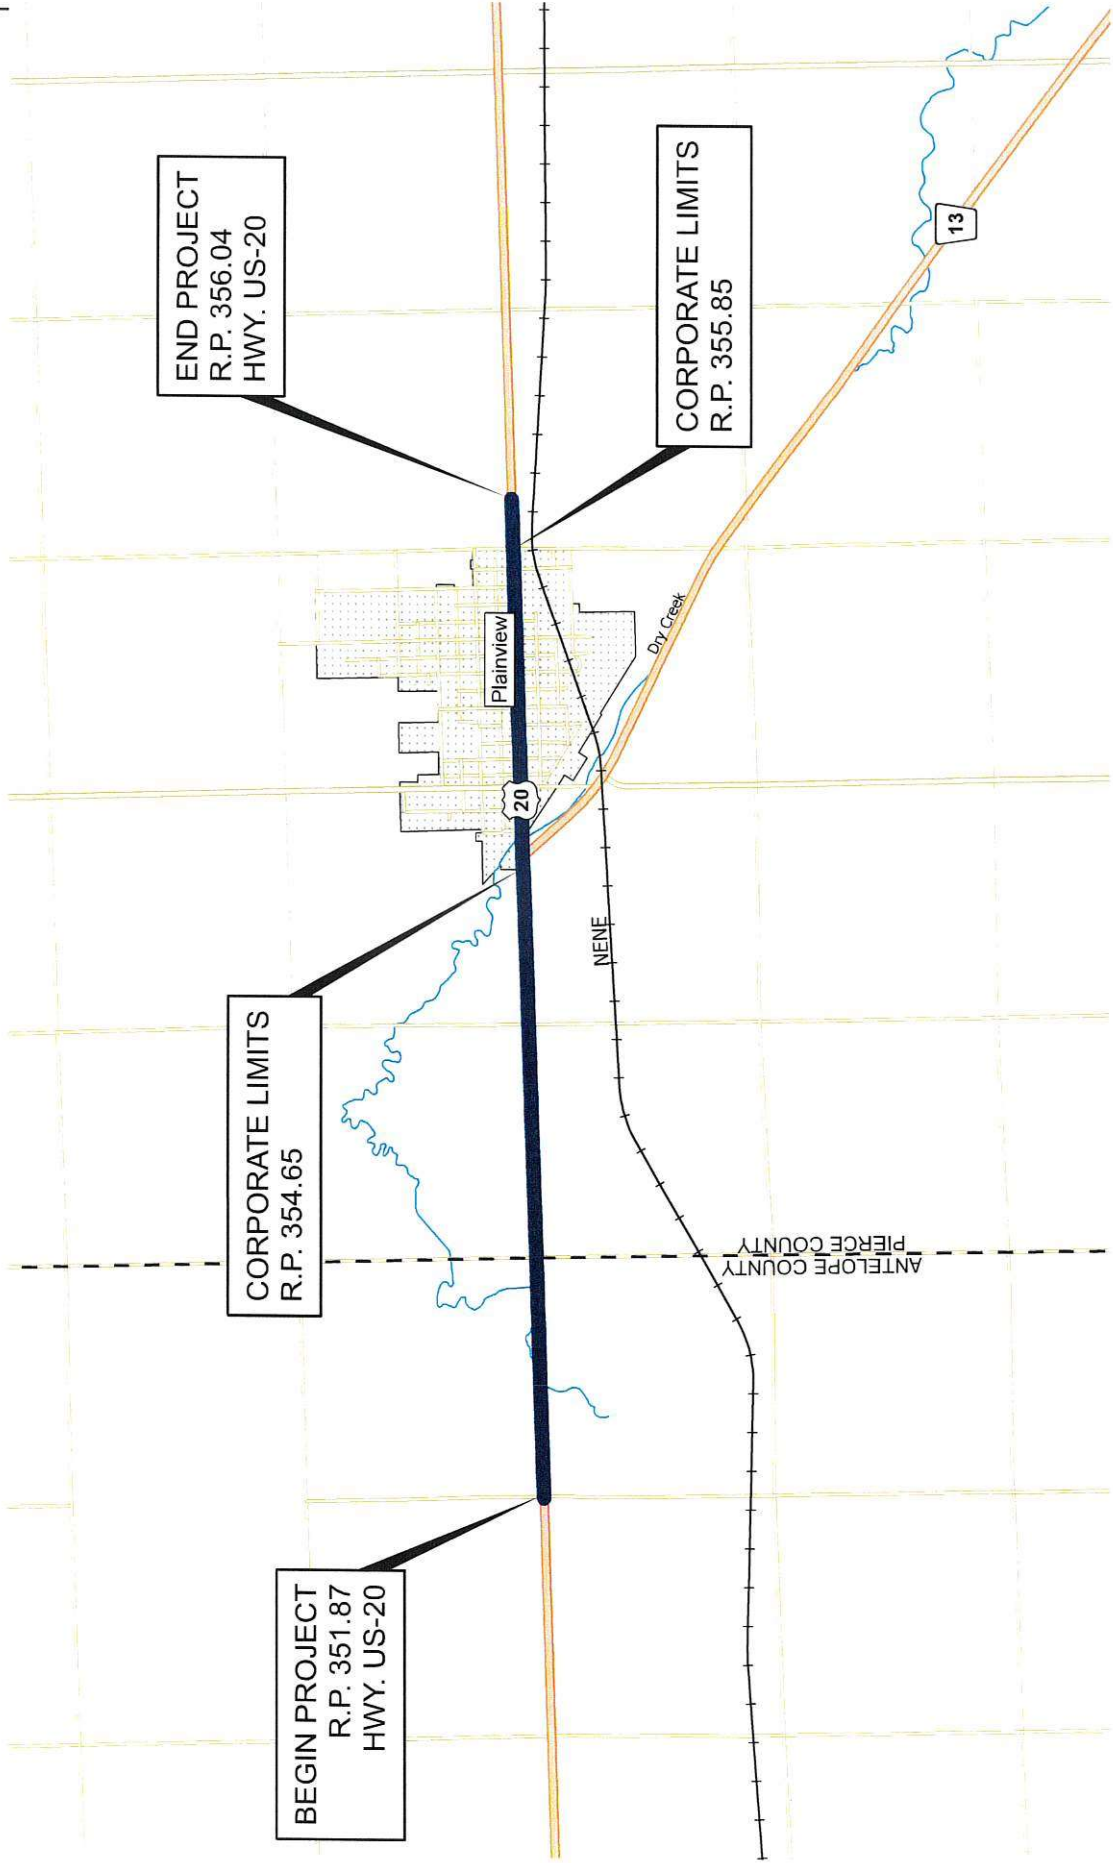 BEGIN PROJECT
R.P. 351.87
HWY. US-20
CORPORATE LIMITS
R.P. 354.65
END PROJECT
R.P. 356.04
HWY. US-20
CORPORATE LIMITS
R.P. 355.85
Plainview
20
Dry Creek
13
NENE
ANTELOPE COUNTY
PIERCE COUNTY